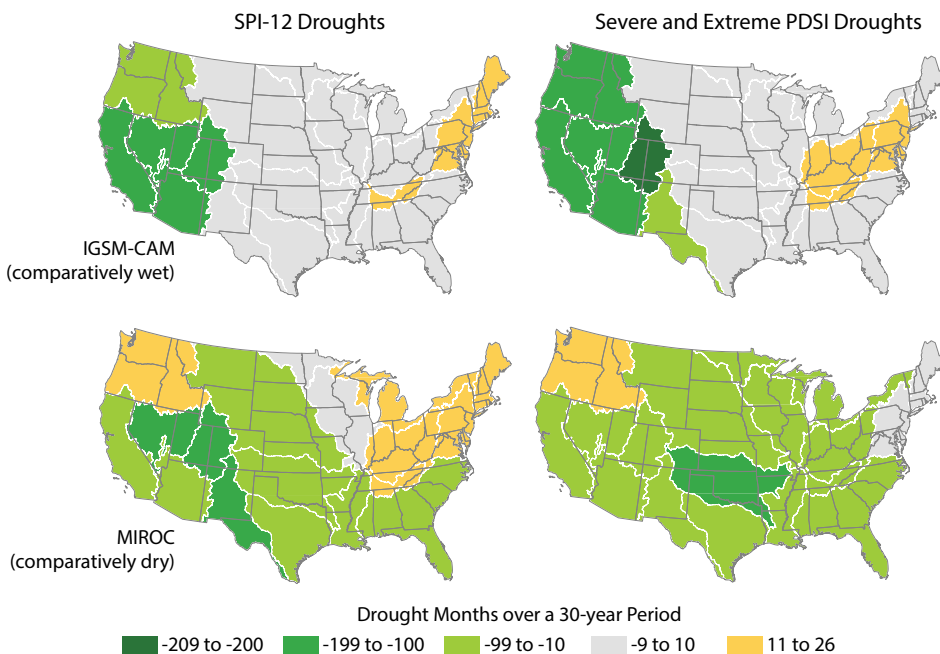 SPI-12 Droughts
Severe and Extreme PDSI Droughts
IGSM-CAM
(comparatively wet)
MIROC
(comparatively dry)
Drought Months over a 30-year Period
-209 to -200
-199 to -100
-99 to -10
-9 to 10
11 to 26